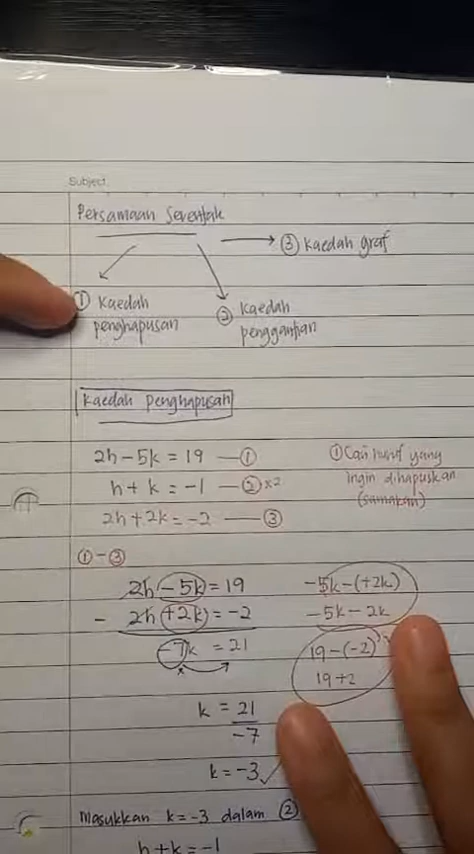 Subject
Persamaan Serentak
③ Kaedah graf
① Kaedah
penghapusan
② Kaedah
penggantian
Kaedah Penghapusan
2h - 5k = 19 — ①
h + k = -1 — ② ×2
2h + 2k = -2 — ③
① Cari huruf yang
ingin dihapuskan
(samakan)
① - ③
2h - 5k = 19
- 2h + 2k = -2
-7k = 21
-5k - (+2k)
-5k - 2k
19 - (-2)
19 + 2
k = 21
-7
k = -3 ✓
Masukkan k = -3 dalam ②
h + k = -1